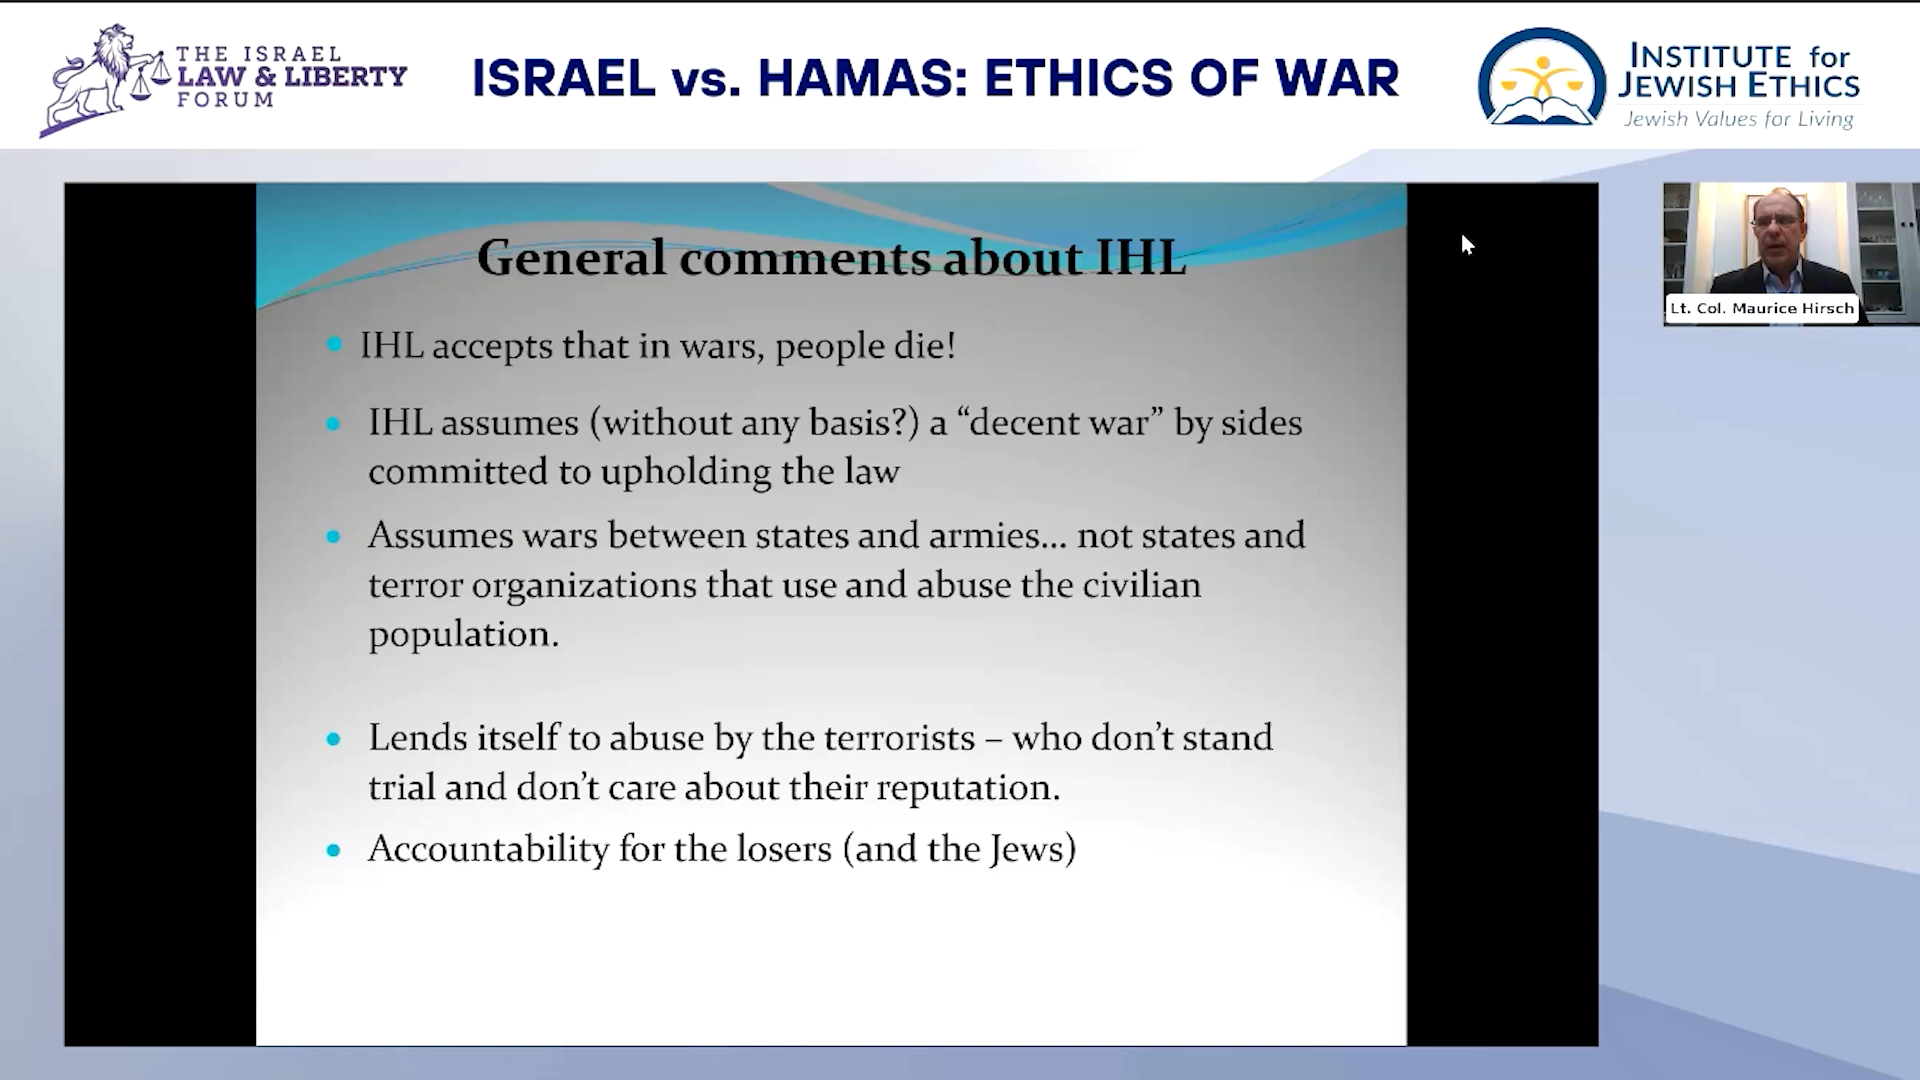 THE ISRAEL
LAW & LIBERTY
FORUM
ISRAEL vs. HAMAS: ETHICS OF WAR
INSTITUTE for
JEWISH ETHICS
Jewish Values for Living
General comments about IHL
• IHL accepts that in wars, people die!
• IHL assumes (without any basis?) a “decent war” by sides
committed to upholding the law
• Assumes wars between states and armies... not states and
terror organizations that use and abuse the civilian
population.
• Lends itself to abuse by the terrorists – who don’t stand
trial and don’t care about their reputation.
• Accountability for the losers (and the Jews)
Lt. Col. Maurice Hirsch